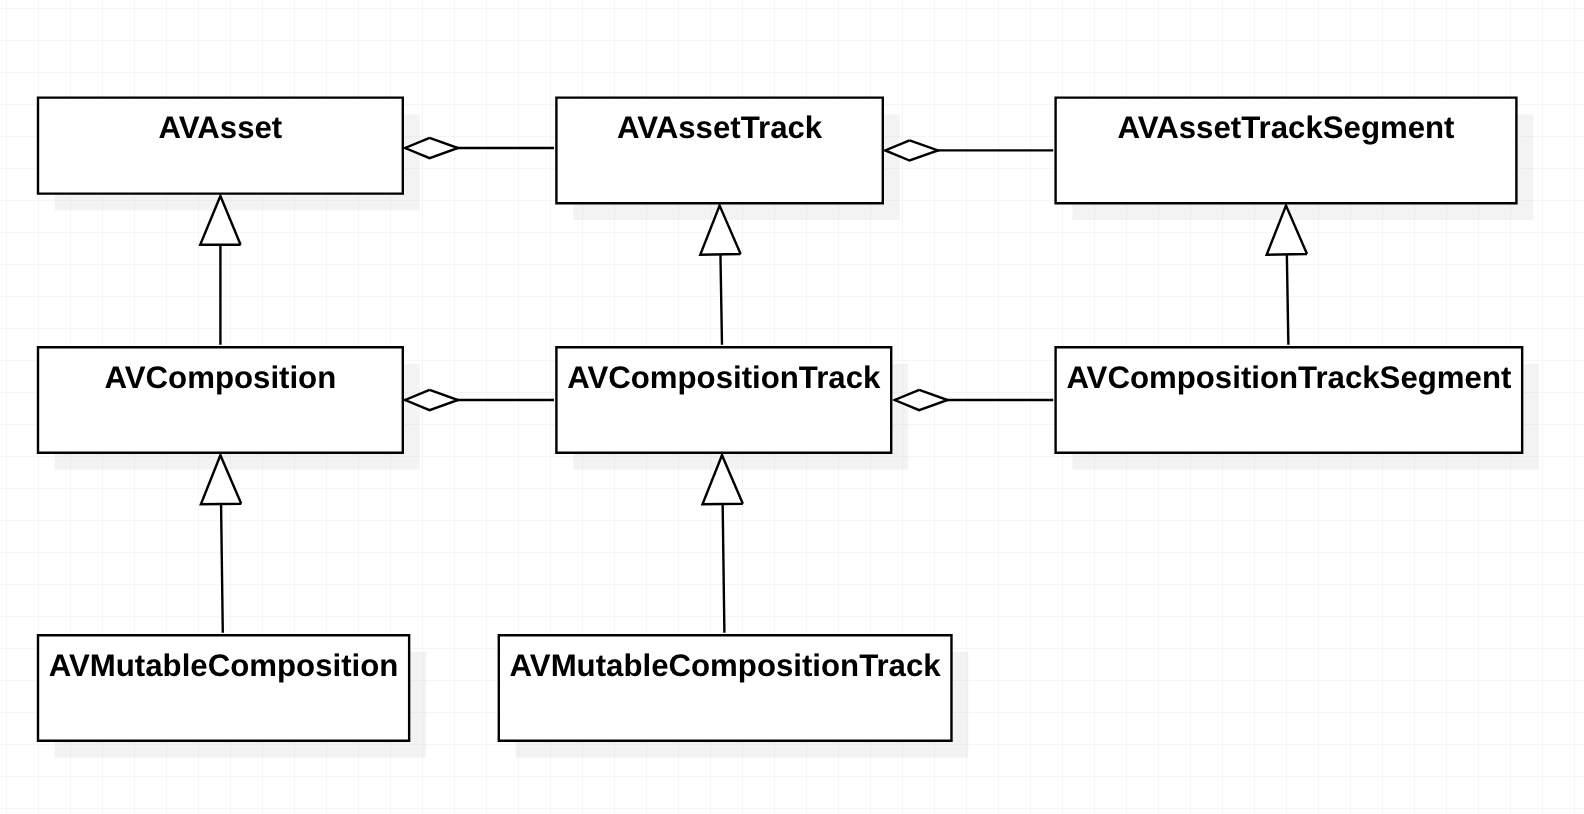 AVAsset
AVAssetTrack
AVAssetTrackSegment
AVComposition
AVCompositionTrack
AVCompositionTrackSegment
AVMutableComposition
AVMutableCompositionTrack